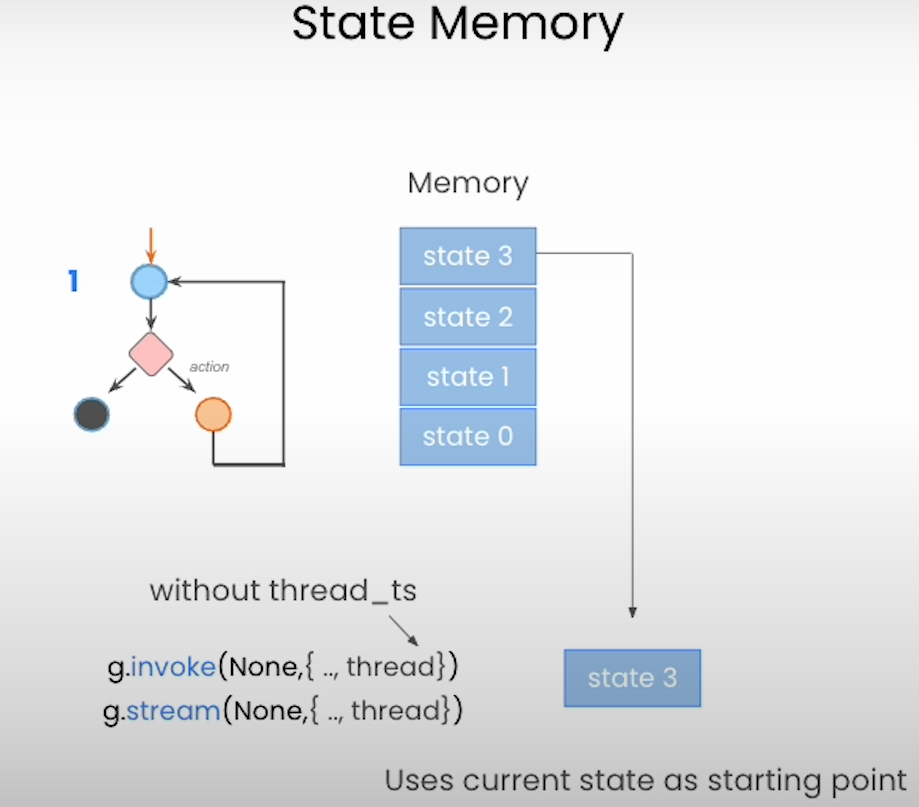 State Memory
Memory
1
action
state 3
state 2
state 1
state 0
without thread_ts
g.invoke(None,{ .., thread})
g.stream(None,{ .., thread})
state 3
Uses current state as starting point